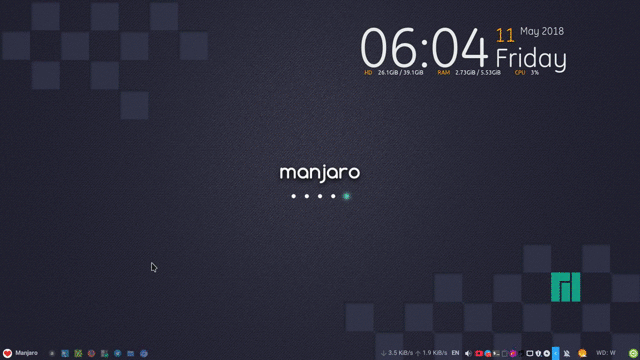 06:04
11 May 2018
Friday
HD 26.1GB / 39.1GB RAM 2.73GB / 5.53GB CPU 3%
manjaro
Manjaro
↓ 3.5 KiB/s ↑ 1.9 KiB/s EN
WD: W